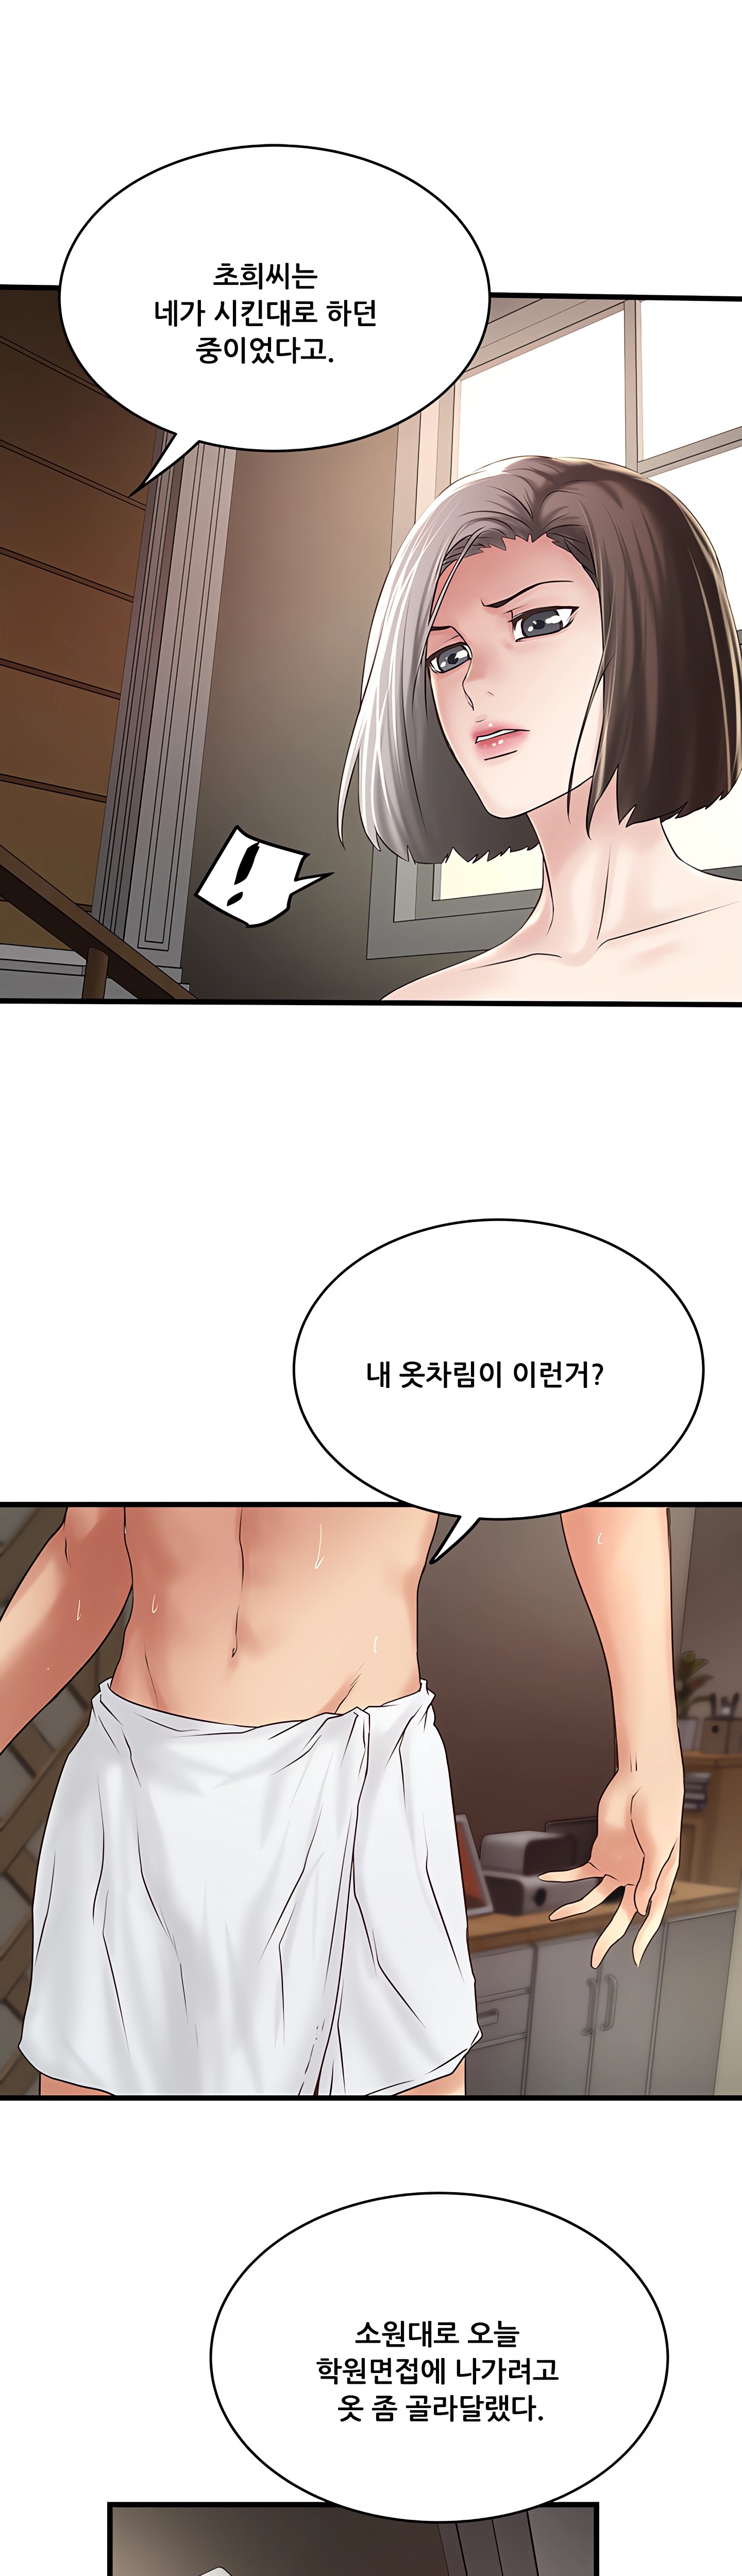 초희씨는
네가 시킨대로 하던
중이었다고.
!
내 옷차림이 이런거?
소원대로 오늘
학원면접에 나가려고
옷 좀 골라달랬다.